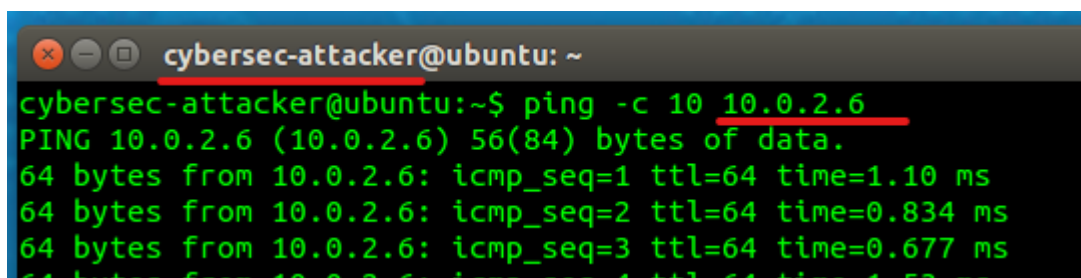 cybersec-attacker@ubuntu: ~
cybersec-attacker@ubuntu:~$ ping -c 10 10.0.2.6
PING 10.0.2.6 (10.0.2.6) 56(84) bytes of data.
64 bytes from 10.0.2.6: icmp_seq=1 ttl=64 time=1.10 ms
64 bytes from 10.0.2.6: icmp_seq=2 ttl=64 time=0.834 ms
64 bytes from 10.0.2.6: icmp_seq=3 ttl=64 time=0.677 ms